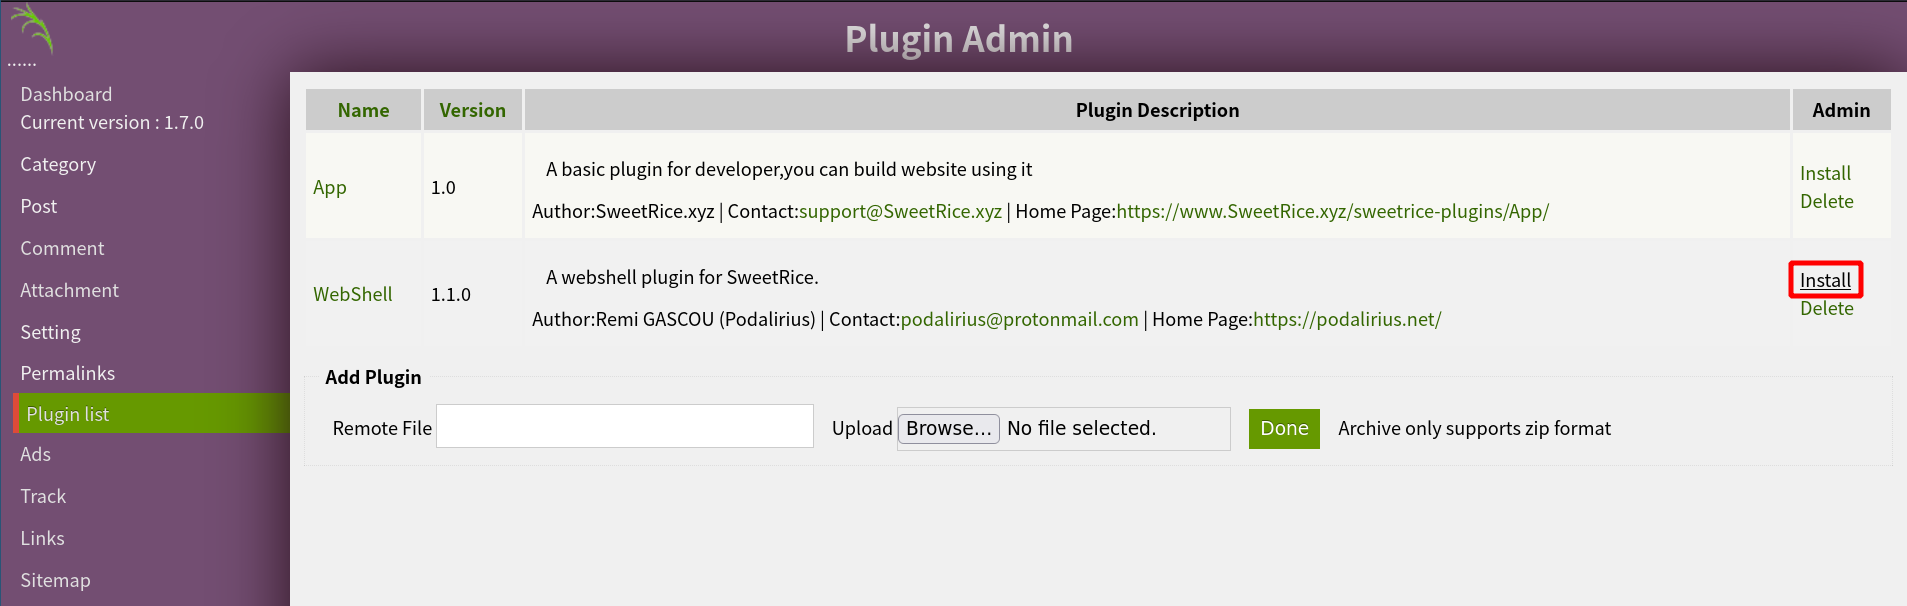 Plugin Admin
......
Dashboard
Current version : 1.7.0
Category
Post
Comment
Attachment
Setting
Permalinks
Plugin list
Ads
Track
Links
Sitemap
Name Version Plugin Description Admin
App 1.0 A basic plugin for developer,you can build website using it
Author:SweetRice.xyz | Contact:support@SweetRice.xyz | Home Page:https://www.SweetRice.xyz/sweetrice-plugins/App/
Install
Delete
WebShell 1.1.0 A webshell plugin for SweetRice.
Author:Remi GASCOU (Podalirius) | Contact:podalirius@protonmail.com | Home Page:https://podalirius.net/
Install
Delete
Add Plugin
Remote File Upload Browse... No file selected. Done Archive only supports zip format